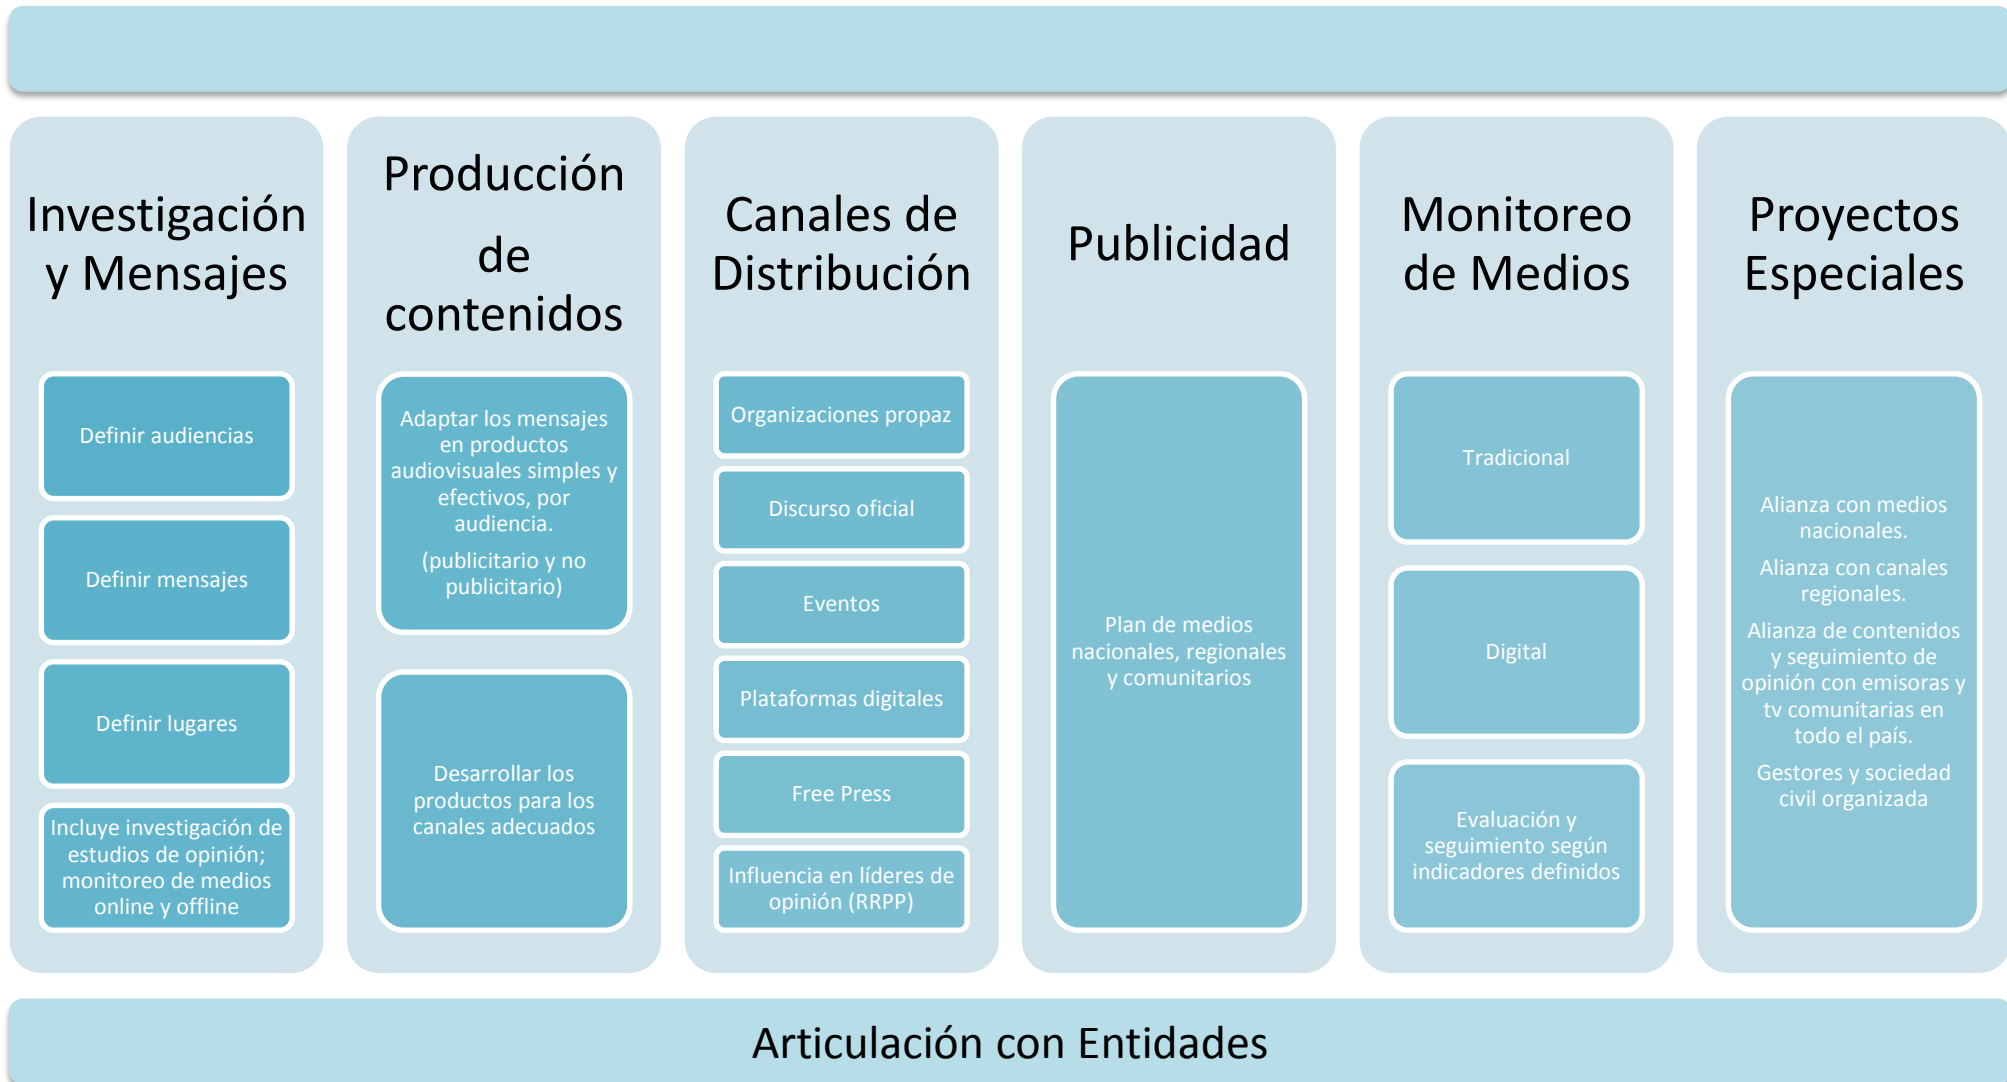 Investigación
y Mensajes
Definir audiencias
Definir mensajes
Definir lugares
Incluye investigación de
estudios de opinión;
monitoreo de medios
online y offline
Producción
de
contenidos
Adaptar los mensajes
en productos
audiovisuales simples y
efectivos, por
audiencia.
(publicitario y no
publicitario)
Desarrollar los
productos para los
canales adecuados
Canales de
Distribución
Organizaciones propaz
Discurso oficial
Eventos
Plataformas digitales
Free Press
Influencia en líderes de
opinión (RRPP)
Publicidad
Plan de medios
nacionales, regionales
y comunitarios
Monitoreo
de Medios
Tradicional
Digital
Evaluación y
seguimiento según
indicadores definidos
Proyectos
Especiales
Alianza con medios
nacionales.
Alianza con canales
regionales.
Alianza de contenidos
y seguimiento de
opinión con emisoras y
tv comunitarias en
todo el país.
Gestores y sociedad
civil organizada
Articulación con Entidades